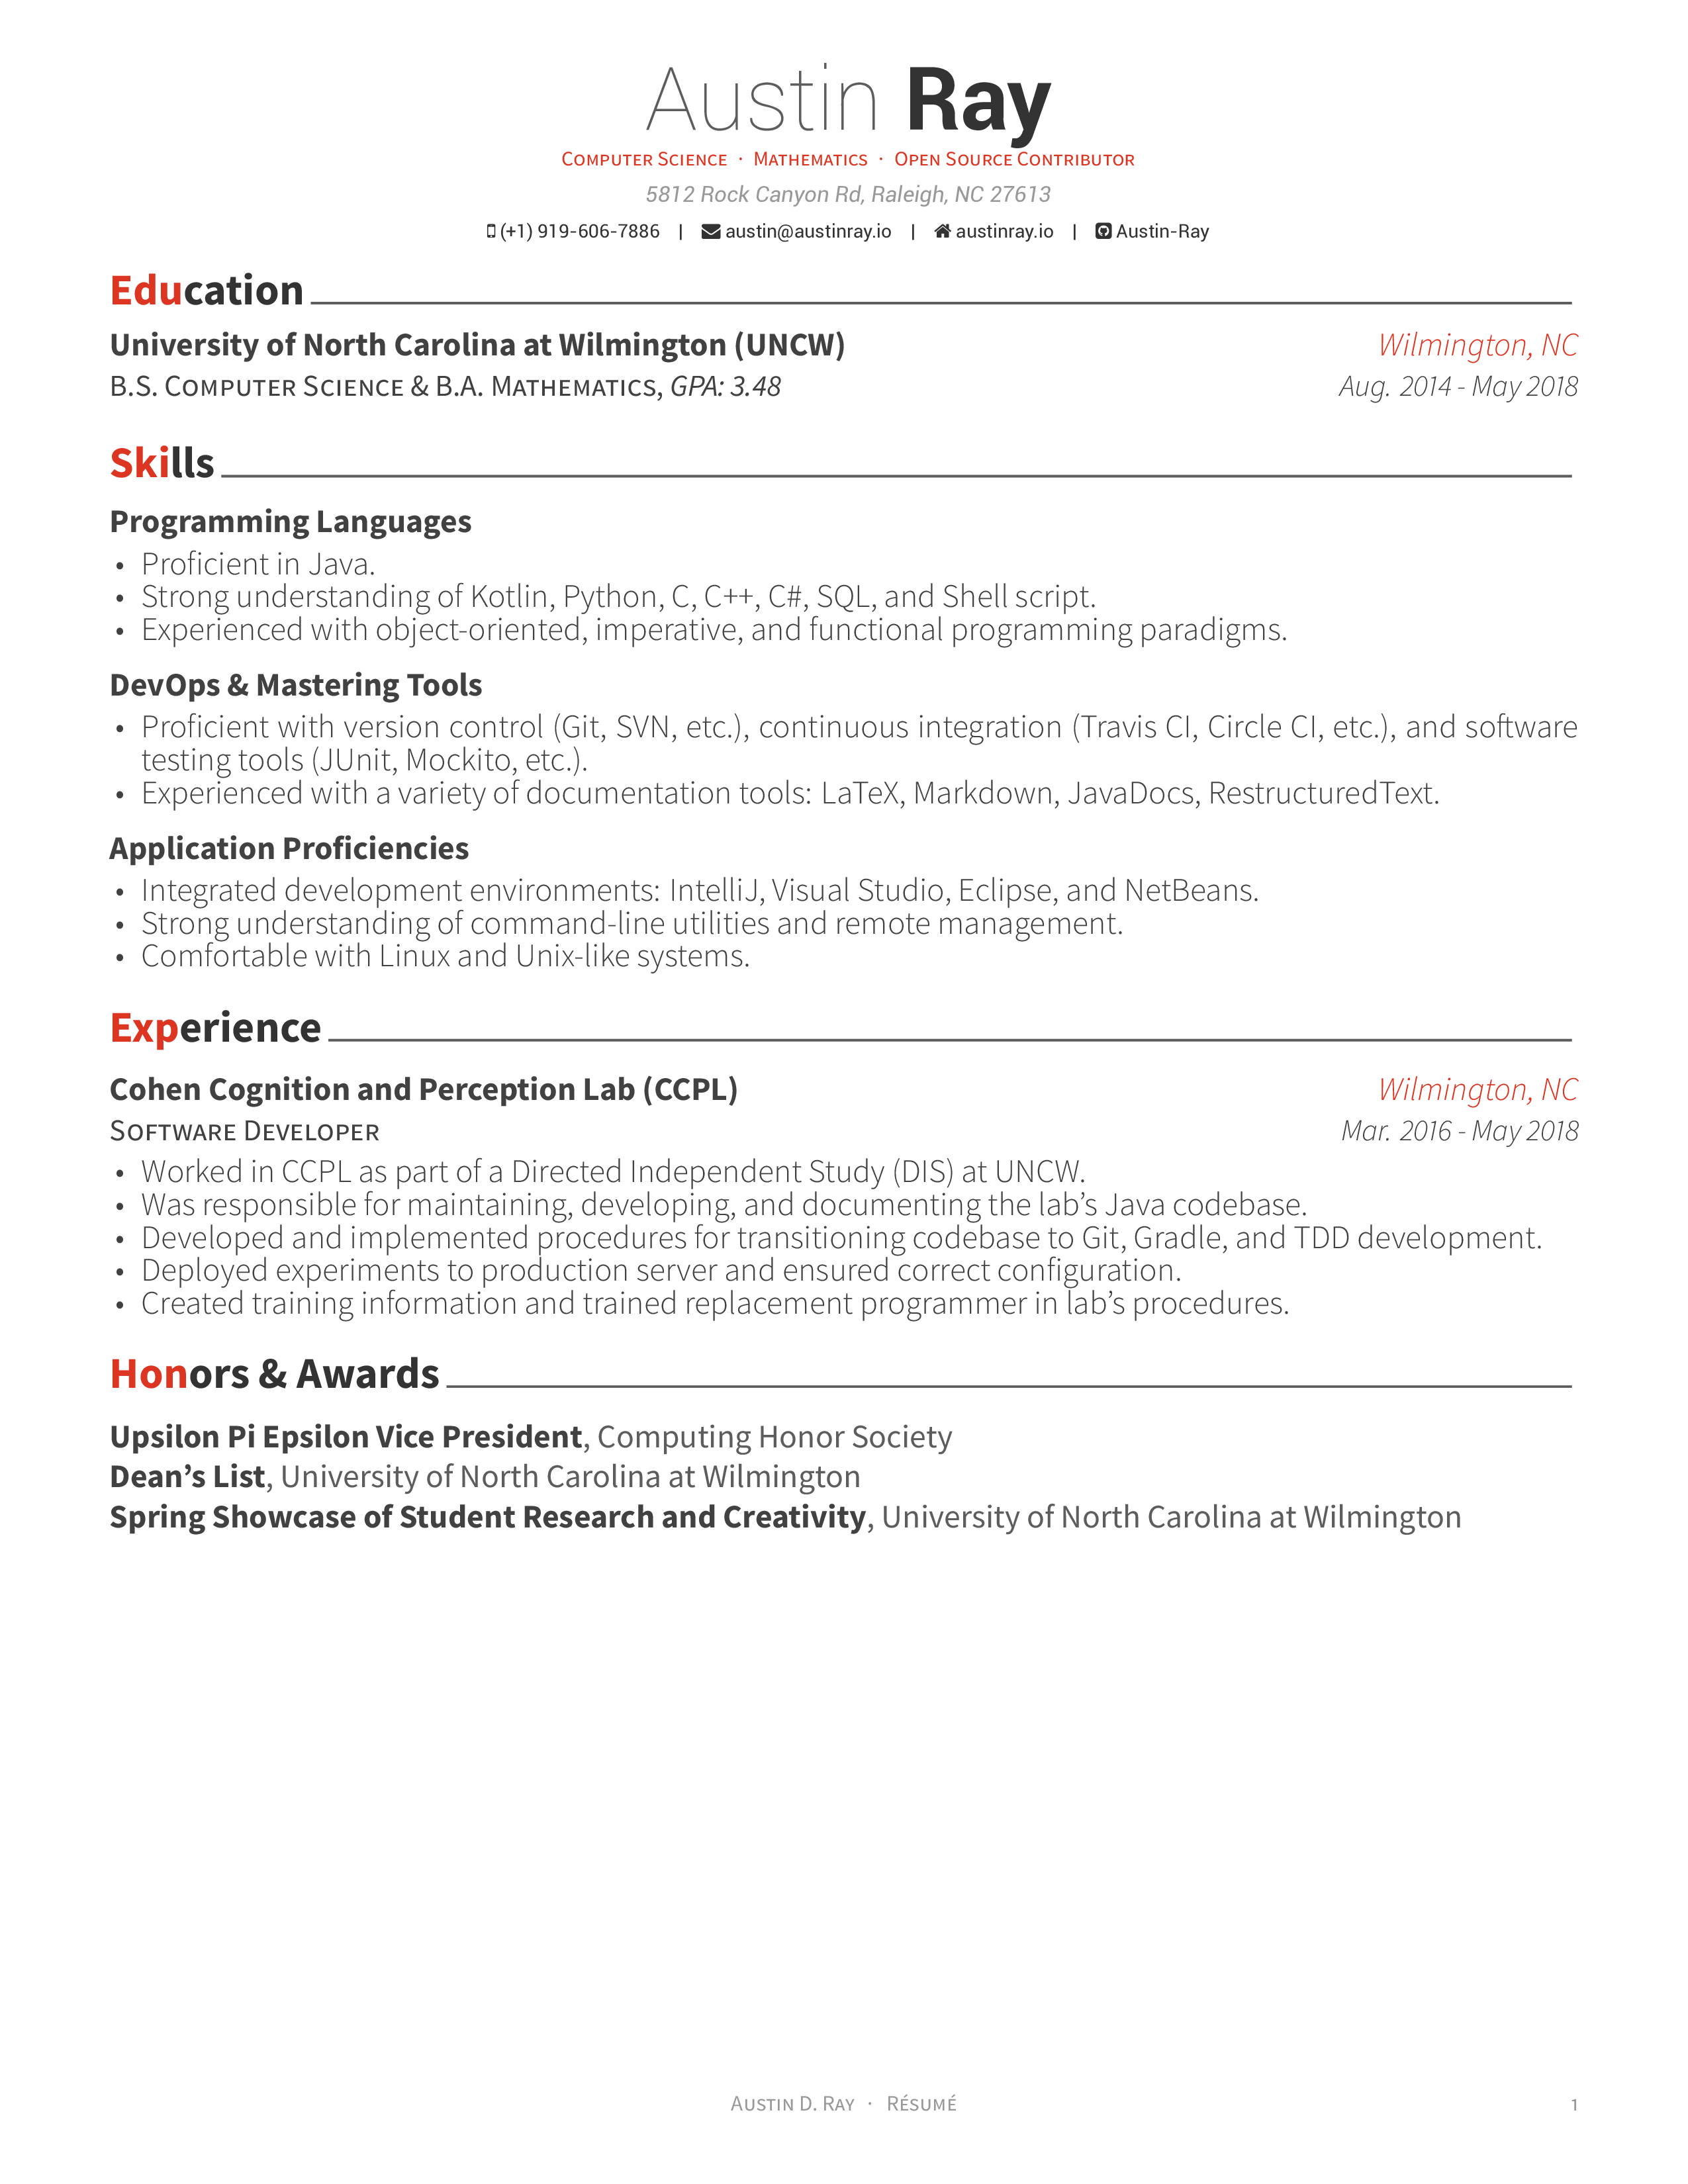 Austin Ray
Computer Science · Mathematics · Open Source Contributor
5812 Rock Canyon Rd, Raleigh, NC 27613
(+1) 919-606-7886 | austin@austinray.io | austinray.io | Austin-Ray
Education
University of North Carolina at Wilmington (UNCW) Wilmington, NC
B.S. Computer Science & B.A. Mathematics, GPA: 3.48 Aug. 2014 - May 2018
Skills
Programming Languages
• Proficient in Java.
• Strong understanding of Kotlin, Python, C, C++, C#, SQL, and Shell script.
• Experienced with object-oriented, imperative, and functional programming paradigms.
DevOps & Mastering Tools
• Proficient with version control (Git, SVN, etc.), continuous integration (Travis CI, Circle CI, etc.), and software
testing tools (JUnit, Mockito, etc.).
• Experienced with a variety of documentation tools: LaTeX, Markdown, JavaDocs, RestructuredText.
Application Proficiencies
• Integrated development environments: IntelliJ, Visual Studio, Eclipse, and NetBeans.
• Strong understanding of command-line utilities and remote management.
• Comfortable with Linux and Unix-like systems.
Experience
Cohen Cognition and Perception Lab (CCPL) Wilmington, NC
Software Developer Mar. 2016 - May 2018
• Worked in CCPL as part of a Directed Independent Study (DIS) at UNCW.
• Was responsible for maintaining, developing, and documenting the lab’s Java codebase.
• Developed and implemented procedures for transitioning codebase to Git, Gradle, and TDD development.
• Deployed experiments to production server and ensured correct configuration.
• Created training information and trained replacement programmer in lab’s procedures.
Honors & Awards
Upsilon Pi Epsilon Vice President, Computing Honor Society
Dean’s List, University of North Carolina at Wilmington
Spring Showcase of Student Research and Creativity, University of North Carolina at Wilmington
Austin D. Ray · Résumé 1